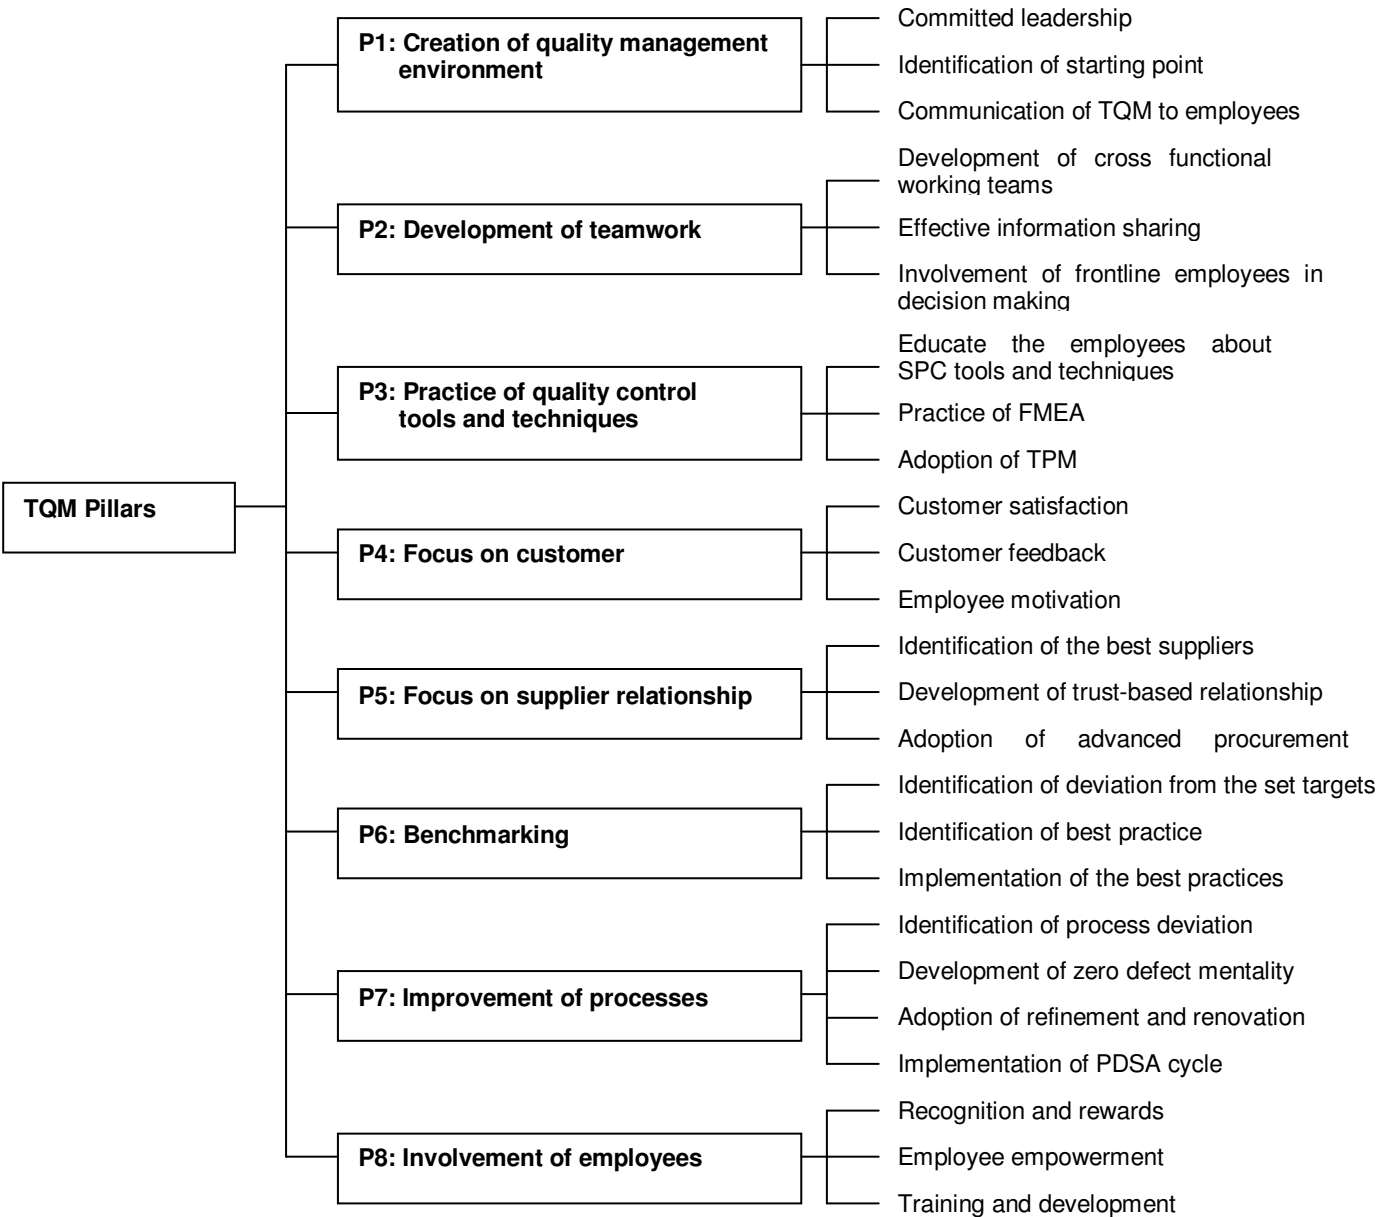 TQM Pillars
P1: Creation of quality management
environment
Committed leadership
Identification of starting point
Communication of TQM to employees
P2: Development of teamwork
Development of cross functional
working teams
Effective information sharing
Involvement of frontline employees in
decision making
P3: Practice of quality control
tools and techniques
Educate the employees about
SPC tools and techniques
Practice of FMEA
Adoption of TPM
P4: Focus on customer
Customer satisfaction
Customer feedback
Employee motivation
P5: Focus on supplier relationship
Identification of the best suppliers
Development of trust-based relationship
Adoption of advanced procurement
P6: Benchmarking
Identification of deviation from the set targets
Identification of best practice
Implementation of the best practices
P7: Improvement of processes
Identification of process deviation
Development of zero defect mentality
Adoption of refinement and renovation
Implementation of PDSA cycle
P8: Involvement of employees
Recognition and rewards
Employee empowerment
Training and development